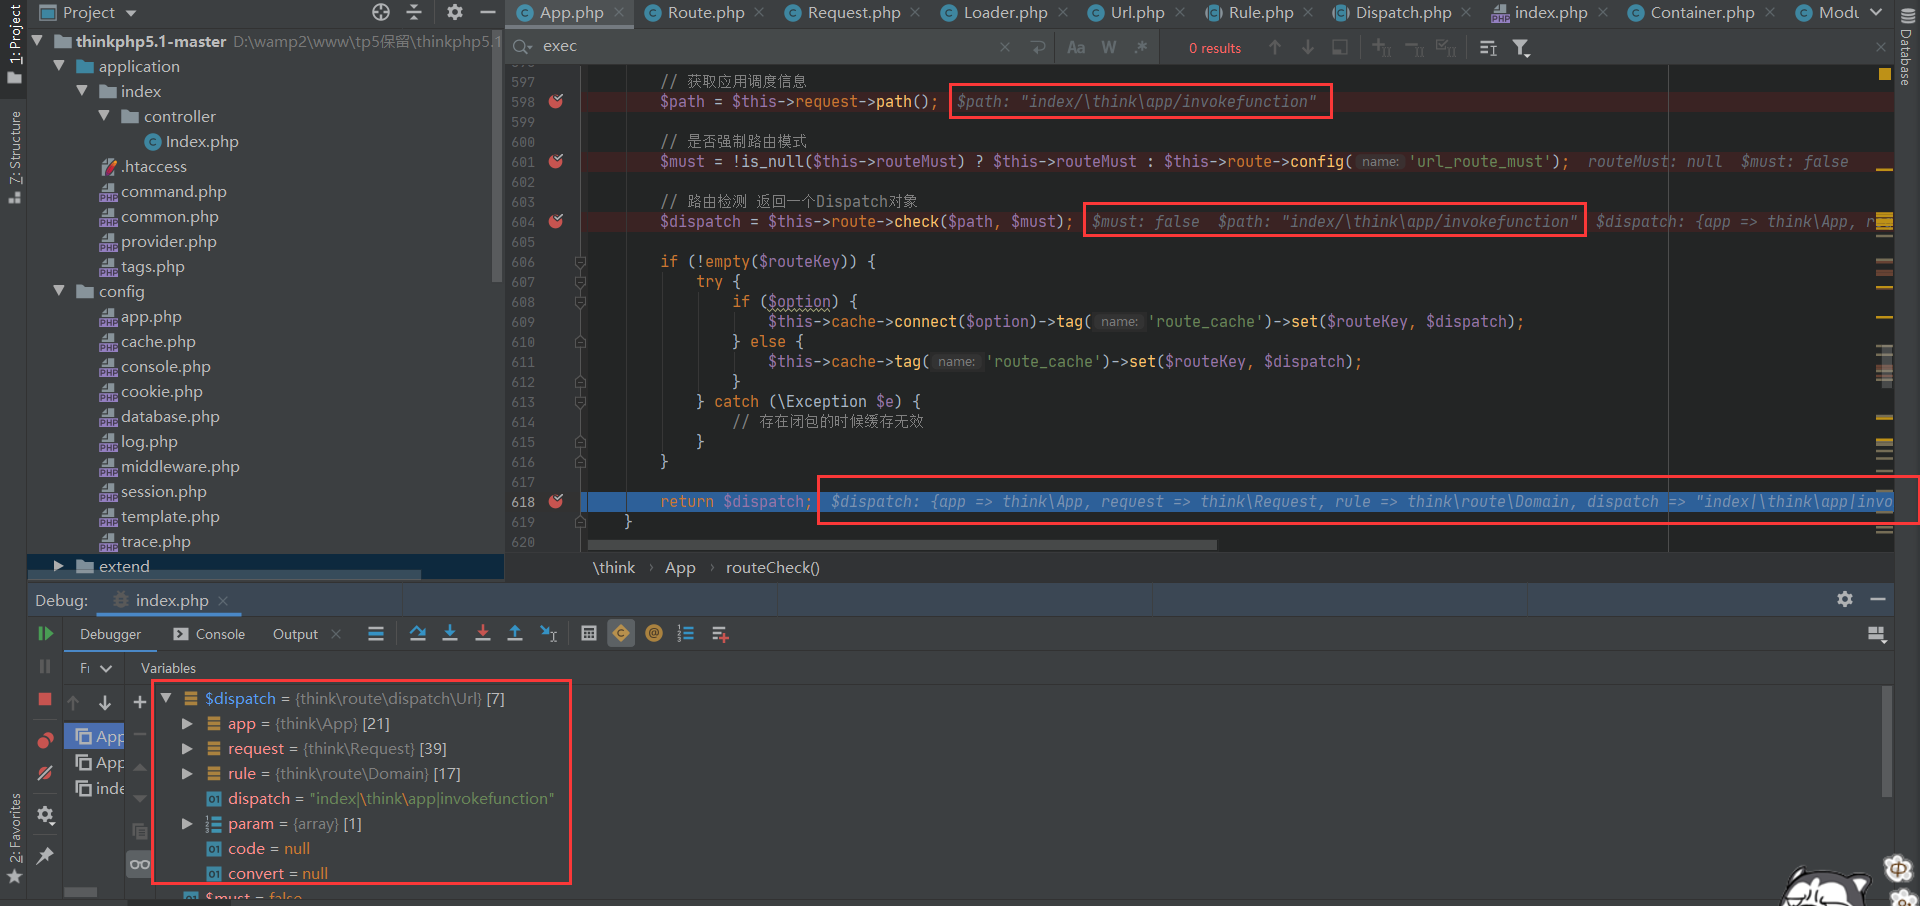 1: Project
7: Structure
2: Favorites
Project
thinkphp5.1-master D:\wamp2\www\tp5保留\thinkphp5.1
application
index
controller
Index.php
.htaccess
command.php
common.php
provider.php
tags.php
config
app.php
cache.php
console.php
cookie.php
database.php
log.php
middleware.php
session.php
template.php
trace.php
extend
App.php Route.php Request.php Loader.php Url.php Rule.php Dispatch.php index.php Container.php Modu
Database
exec Aa W .* 0 results
597 // 获取应用调度信息
598 $path = $this->request->path(); $path: "index/\think\app/invokefunction"
599
600 // 是否强制路由模式
601 $must = !is_null($this->routeMust) ? $this->routeMust : $this->route->config( name: 'url_route_must'); routeMust: null $must: false
602
603 // 路由检测 返回一个Dispatch对象
604 $dispatch = $this->route->check($path, $must); $must: false $path: "index/\think\app/invokefunction" $dispatch: {app => think\App, r
605
606 if (!empty($routeKey)) {
607 try {
608 if ($option) {
609 $this->cache->connect($option)->tag( name: 'route_cache')->set($routeKey, $dispatch);
610 } else {
611 $this->cache->tag( name: 'route_cache')->set($routeKey, $dispatch);
612 }
613 } catch (\Exception $e) {
614 // 存在闭包的时候缓存无效
615 }
616 }
617
618 return $dispatch; $dispatch: {app => think\App, request => think\Request, rule => think\route\Domain, dispatch => "index|\think\app|invo
619 }
620
\think › App › routeCheck()
Debug: index.php
Debugger Console Output
Fr Variables
App
App
inde
$dispatch = {think\route\dispatch\Url} [7]
app = {think\App} [21]
request = {think\Request} [39]
rule = {think\route\Domain} [17]
dispatch = "index|\think\app|invokefunction"
param = {array} [1]
code = null
convert = null
$must = false